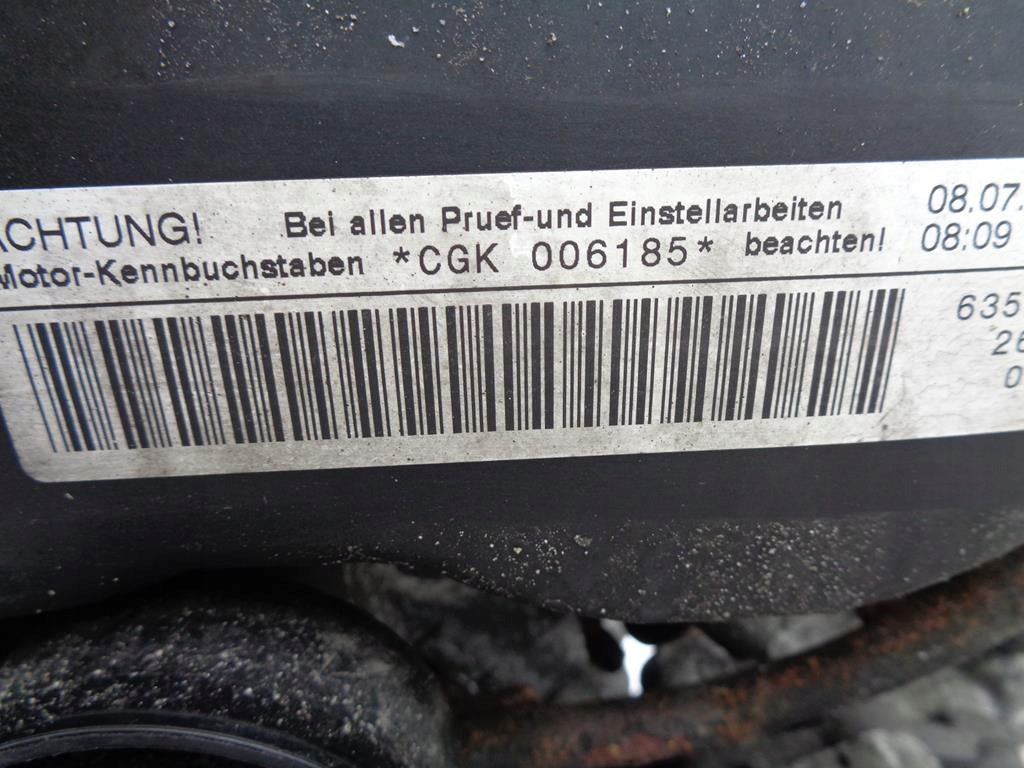 ACHTUNG! Bei allen Pruef-und Einstellarbeiten
Motor-Kennbuchstaben *CGK 006185* beachten!
08.07.
08:09
635
26
0